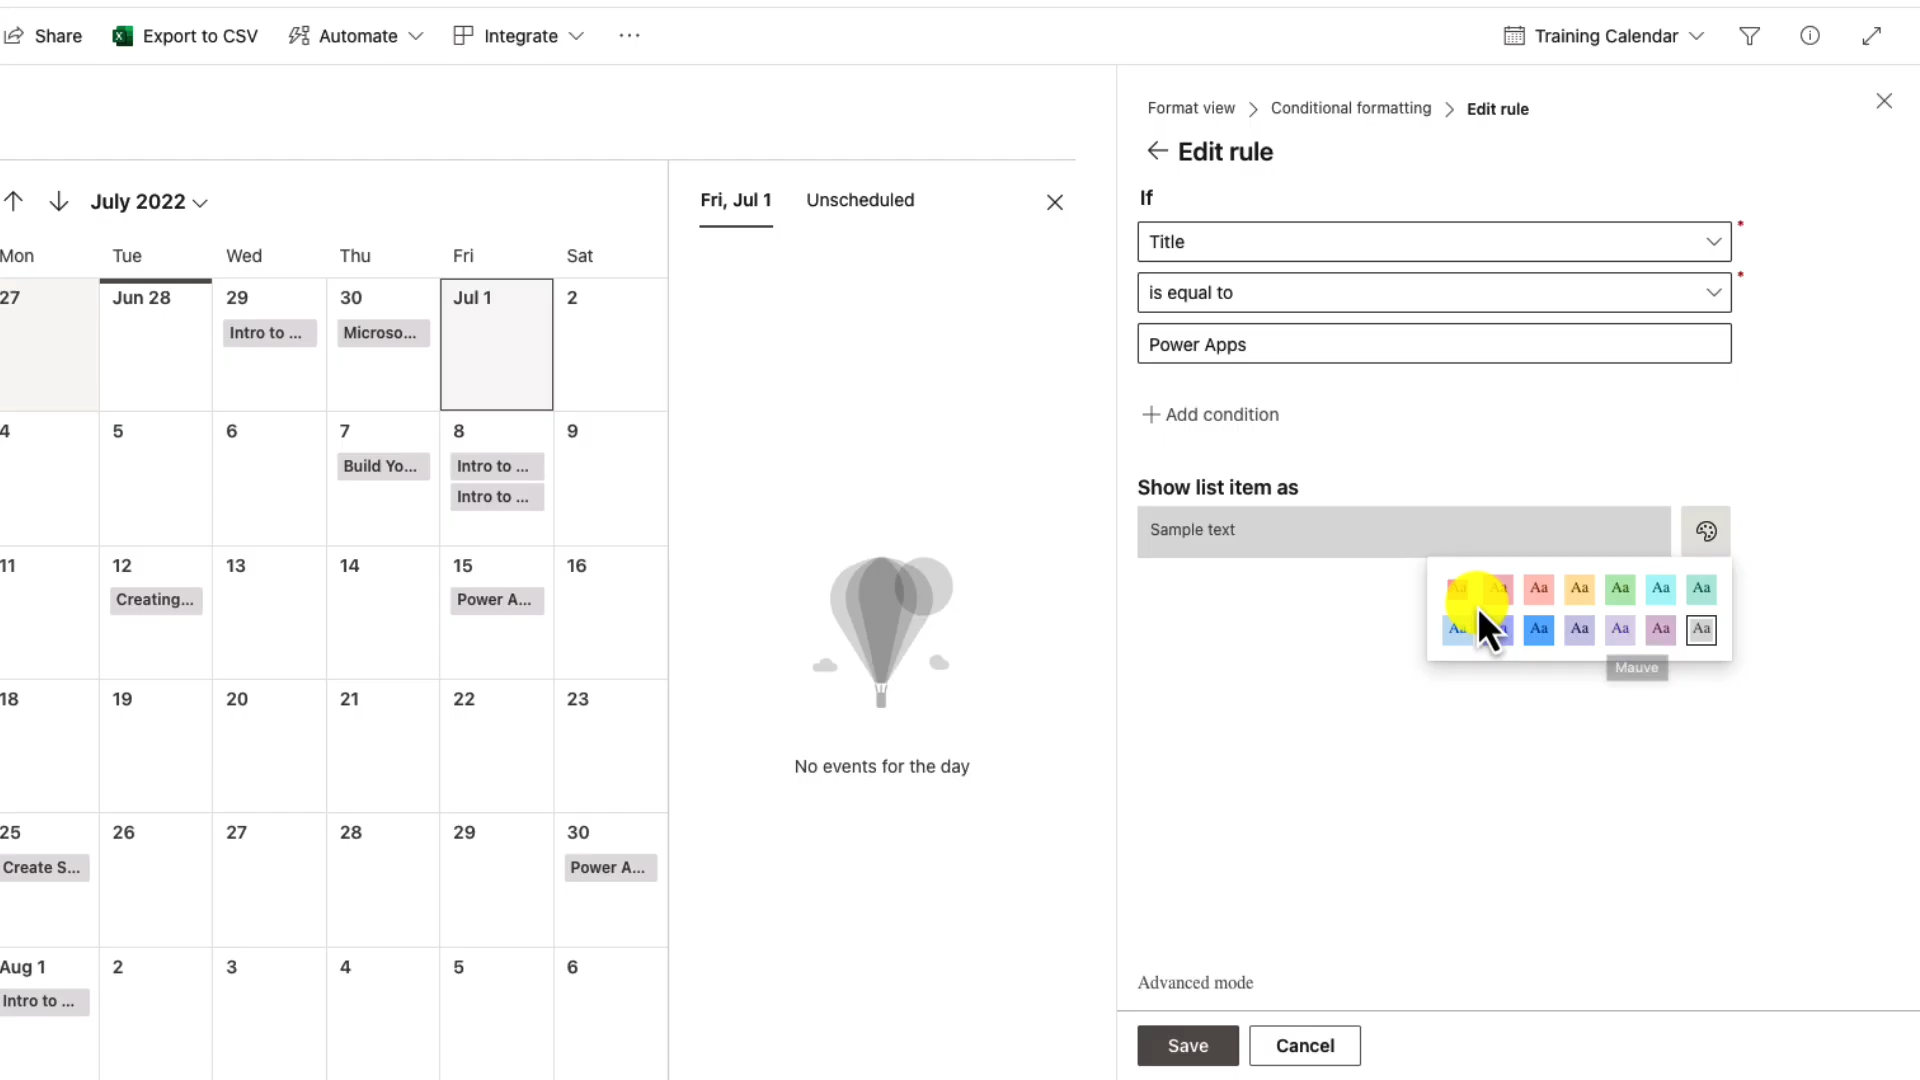 Share Export to CSV Automate Integrate ··· Training Calendar
Format view > Conditional formatting > Edit rule
Edit rule
If
Title
*
is equal to
*
Power Apps
+ Add condition
Show list item as
Sample text
Aa Aa Aa Aa Aa Aa Aa
Aa Aa Aa Aa Aa Aa
Mauve
Advanced mode
Save Cancel
July 2022
Mon Tue Wed Thu Fri Sat
27 Jun 28 29 30 Jul 1 2
Intro to ... Microso...
4 5 6 7 8 9
Build Yo... Intro to ...
Intro to ...
11 12 13 14 15 16
Creating... Power A...
18 19 20 21 22 23
25 26 27 28 29 30
Create S... Power A...
Aug 1 2 3 4 5 6
Intro to ...
Fri, Jul 1 Unscheduled
No events for the day